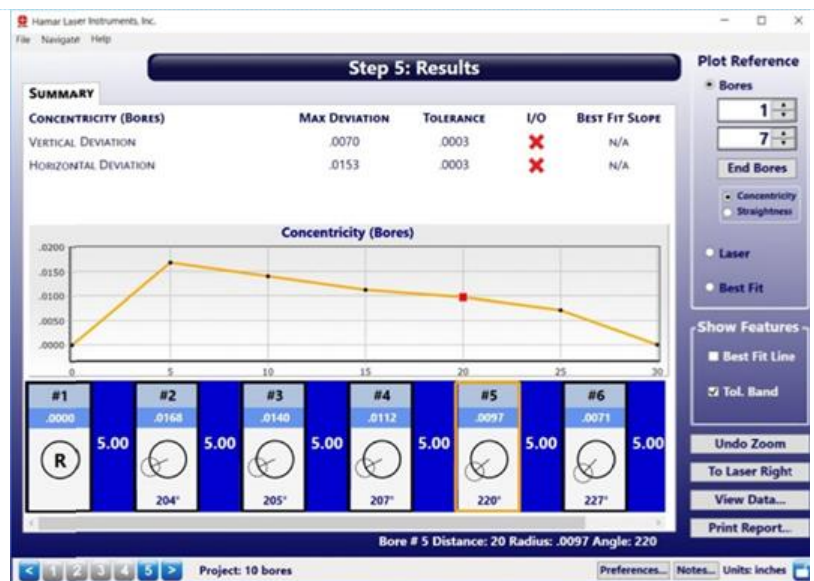 Hamar Laser Instruments, Inc.
File Navigate Help
Step 5: Results
SUMMARY
CONCENTRICITY (BORES) MAX DEVIATION TOLERANCE I/O BEST FIT SLOPE
VERTICAL DEVIATION .0070 .0003 N/A
HORIZONTAL DEVIATION .0153 .0003 N/A
Concentricity (Bores)
.0200
.0150
.0100
.0050
.0000
0 5 10 15 20 25 30
#1 #2 #3 #4 #5 #6
.0000 .0168 .0140 .0112 .0097 .0071
R 5.00 5.00 5.00 5.00 5.00 5.00
204° 205° 207° 220° 227°
Bore # 5 Distance: 20 Radius: .0097 Angle: 220
Plot Reference
Bores
1
7
End Bores
Concentricity
Straightness
Laser
Best Fit
Show Features
Best Fit Line
Tol. Band
Undo Zoom
To Laser Right
View Data...
Print Report...
< 1 2 3 4 5 > Project: 10 bores Preferences... Notes... Units: inches